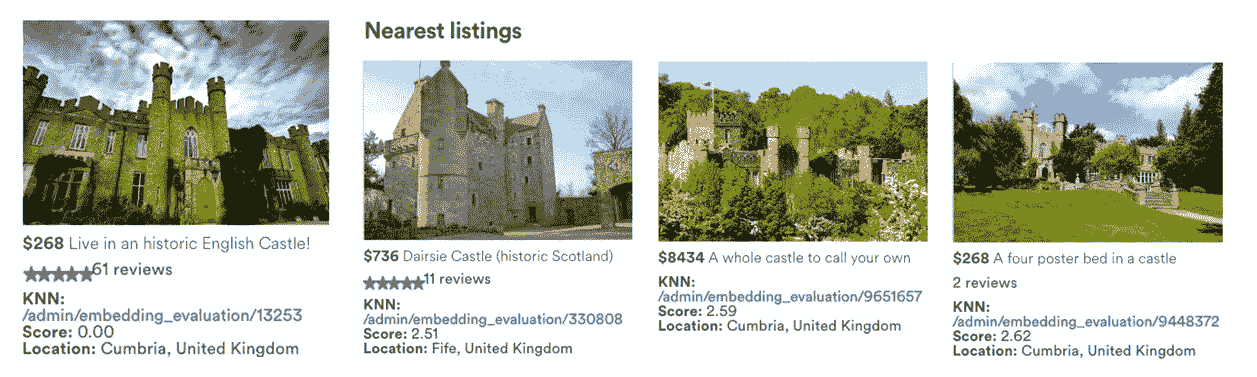 Nearest listings
$268 Live in an historic English Castle!
61 reviews
KNN:
/admin/embedding_evaluation/13253
Score: 0.00
Location: Cumbria, United Kingdom
$736 Dairsie Castle (historic Scotland)
11 reviews
KNN:
/admin/embedding_evaluation/330808
Score: 2.51
Location: Fife, United Kingdom
$8434 A whole castle to call your own
KNN:
/admin/embedding_evaluation/9651657
Score: 2.59
Location: Cumbria, United Kingdom
$268 A four poster bed in a castle
2 reviews
KNN:
/admin/embedding_evaluation/9448372
Score: 2.62
Location: Cumbria, United Kingdom